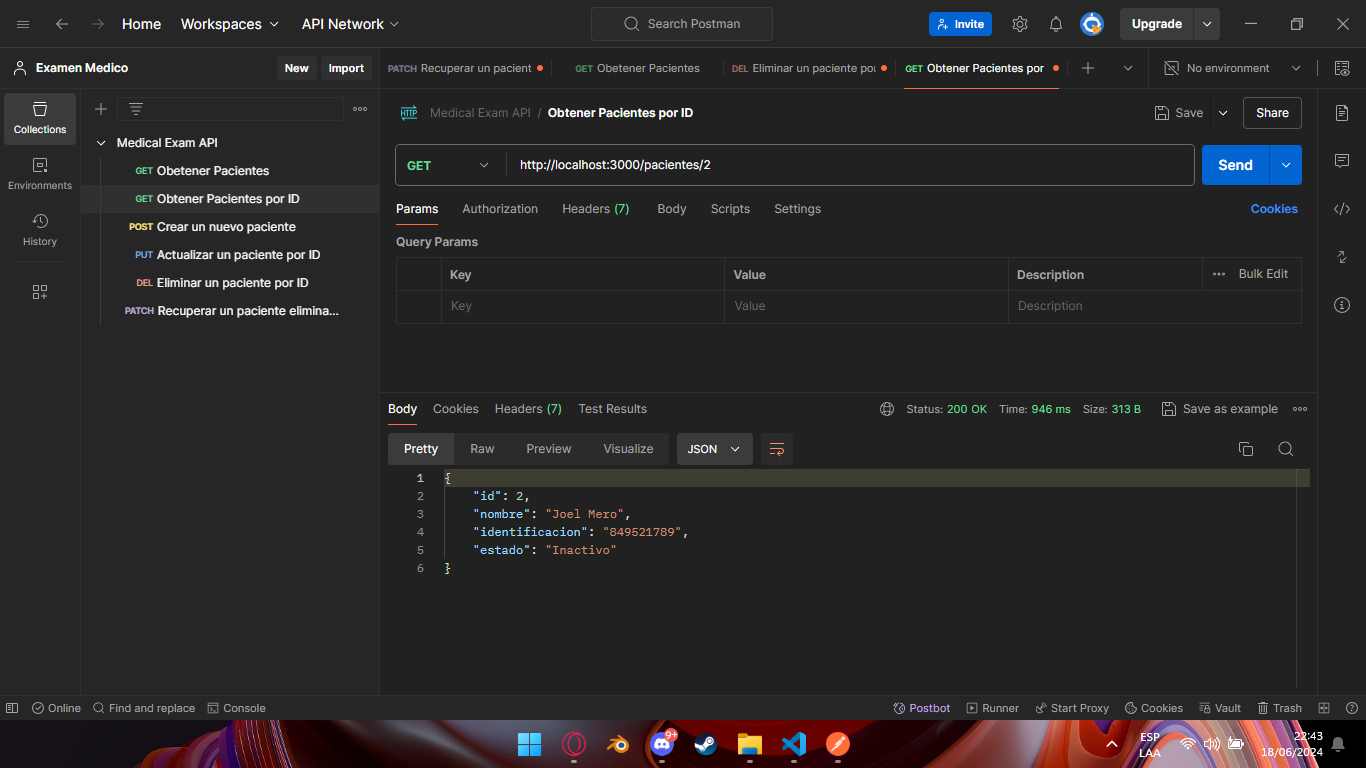 Home Workspaces API Network Search Postman Invite Upgrade
Examen Medico New Import PATCH Recuperar un pacient GET Obetener Pacientes DEL Eliminar un paciente por GET Obtener Pacientes por No environment
Collections
Environments
History
Medical Exam API
GET Obetener Pacientes
GET Obtener Pacientes por ID
POST Crear un nuevo paciente
PUT Actualizar un paciente por ID
DEL Eliminar un paciente por ID
PATCH Recuperar un paciente elimina...
HTTP Medical Exam API / Obtener Pacientes por ID Save Share
GET http://localhost:3000/pacientes/2 Send
Params Authorization Headers (7) Body Scripts Settings Cookies
Query Params
Key Value Description Bulk Edit
Key Value Description
Body Cookies Headers (7) Test Results Status: 200 OK Time: 946 ms Size: 313 B Save as example
Pretty Raw Preview Visualize JSON
1 {
2 "id": 2,
3 "nombre": "Joel Mero",
4 "identificacion": "849521789",
5 "estado": "Inactivo"
6 }
Online Find and replace Console Postbot Runner Start Proxy Cookies Vault Trash
9+
ESP
LAA
22:43
18/06/2024